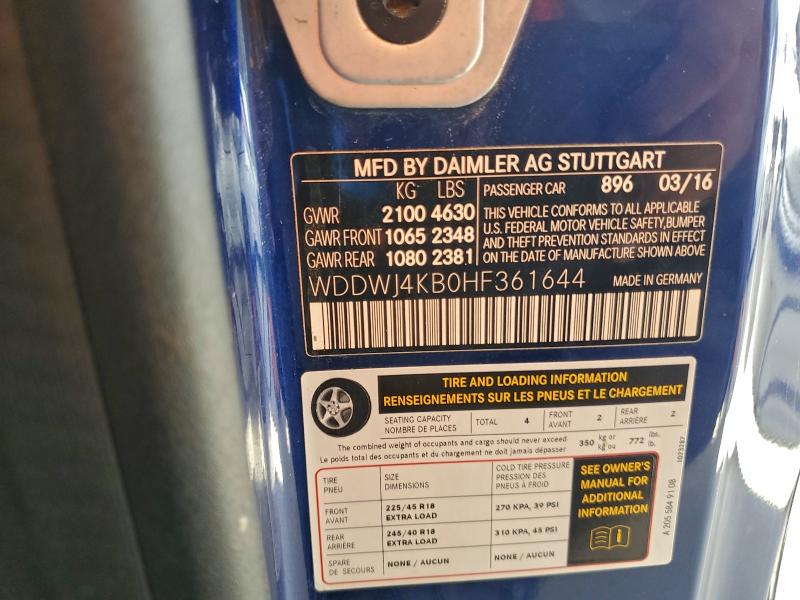 MFD BY DAIMLER AG STUTTGART
KG LBS
GVWR 2100 4630
GAWR FRONT 1065 2348
GAWR REAR 1080 2381
PASSENGER CAR 896 03/16
THIS VEHICLE CONFORMS TO ALL APPLICABLE
U.S. FEDERAL MOTOR VEHICLE SAFETY,BUMPER
AND THEFT PREVENTION STANDARDS IN EFFECT
ON THE DATE OF MANUFACTURE SHOWN ABOVE
WDDWJ4KB0HF361644 MADE IN GERMANY
TIRE AND LOADING INFORMATION
RENSEIGNEMENTS SUR LES PNEUS ET LE CHARGEMENT
SEATING CAPACITY
NOMBRE DE PLACES
TOTAL 4
FRONT
AVANT
2
REAR
ARRIÈRE
2
The combined weight of occupants and cargo should never exceed
Le poids total des occupants et du chargement ne doit jamais dépasser
350 kg or
kg ou
772 lbs.
lb.
TIRE
PNEU
SIZE
DIMENSIONS
COLD TIRE PRESSURE
PRESSION DES
PNEUS À FROID
FRONT
AVANT
225/45 R18
EXTRA LOAD
270 KPA, 39 PSI
REAR
ARRIÈRE
245/40 R18
EXTRA LOAD
310 KPA, 45 PSI
SPARE
DE SECOURS
NONE / AUCUN
NONE / AUCUN
SEE OWNER'S
MANUAL FOR
ADDITIONAL
INFORMATION
A 205 584 91 08
1023287